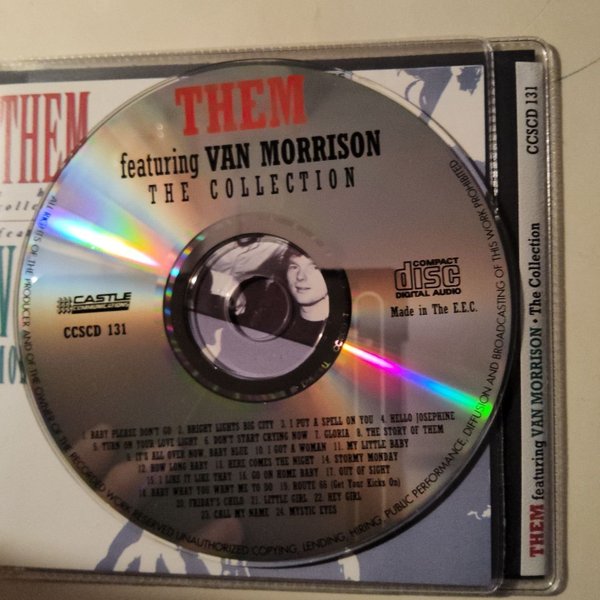 THEM
THEM
featuring VAN MORRISON
THE COLLECTION
CASTLE
COMMUNICATIONS
CCSCD 131
COMPACT
disc
DIGITAL AUDIO
Made in The E.E.C.
BABY PLEASE DON'T GO 2. BRIGHT LIGHTS BIG CITY 3. I PUT A SPELL ON YOU 4. HELLO JOSEPHINE
5. TURN ON YOUR LOVE LIGHT 6. DON'T START CRYING NOW 7. GLORIA 8. THE STORY OF THEM
9. IT'S ALL OVER NOW, BABY BLUE 10. I GOT A WOMAN 11. MY LITTLE BABY
12. HOW LONG BABY 13. HERE COMES THE NIGHT 14. STORMY MONDAY
15. I LIKE IT LIKE THAT 16. GO ON HOME BABY 17. OUT OF SIGHT
18. BABY WHAT YOU WANT ME TO DO 19. ROUTE 66 (Get Your Kicks On)
20. FRIDAY'S CHILD 21. LITTLE GIRL 22. HEY GIRL
23. CALL MY NAME 24. MYSTIC EYES
ALL RIGHTS OF THE PRODUCER AND OF THE OWNER OF THE RECORDED WORK RESERVED UNAUTHORIZED COPYING, LENDING, HIRING, PUBLIC PERFORMANCE, DIFFUSION AND BROADCASTING OF THIS WORK PROHIBITED
THEM featuring VAN MORRISON • The Collection CCSCD 131